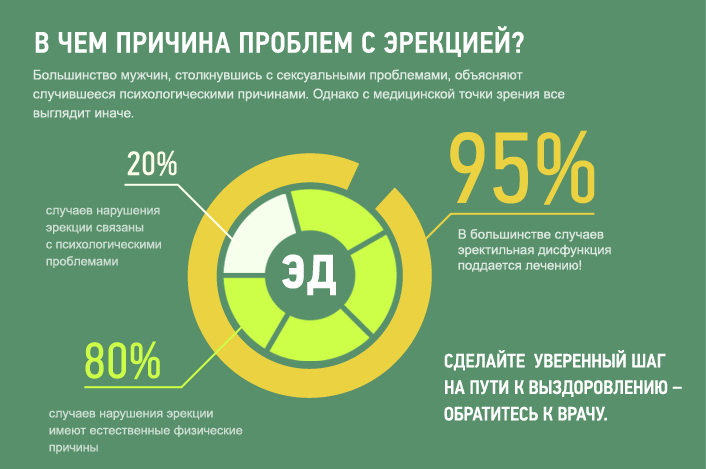 В ЧЕМ ПРИЧИНА ПРОБЛЕМ С ЭРЕКЦИЕЙ?
Большинство мужчин, столкнувшись с сексуальными проблемами, объясняют
случившееся психологическими причинами. Однако с медицинской точки зрения все
выглядит иначе.
20%
случаев нарушения
эрекции связаны
с психологическими
проблемами
95%
В большинстве случаев
эректильная дисфункция
поддается лечению!
ЭД
80%
случаев нарушения эрекции
имеют естественные физические
причины
СДЕЛАЙТЕ УВЕРЕННЫЙ ШАГ
НА ПУТИ К ВЫЗДОРОВЛЕНИЮ –
ОБРАТИТЕСЬ К ВРАЧУ.